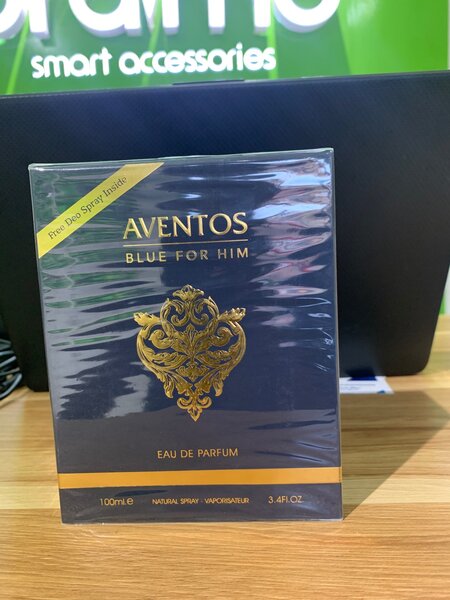 smart accessories
Free Deo Spray Inside
AVENTOS
BLUE FOR HIM
EAU DE PARFUM
100ml.e NATURAL SPRAY - VAPORISATEUR 3.4FI.OZ